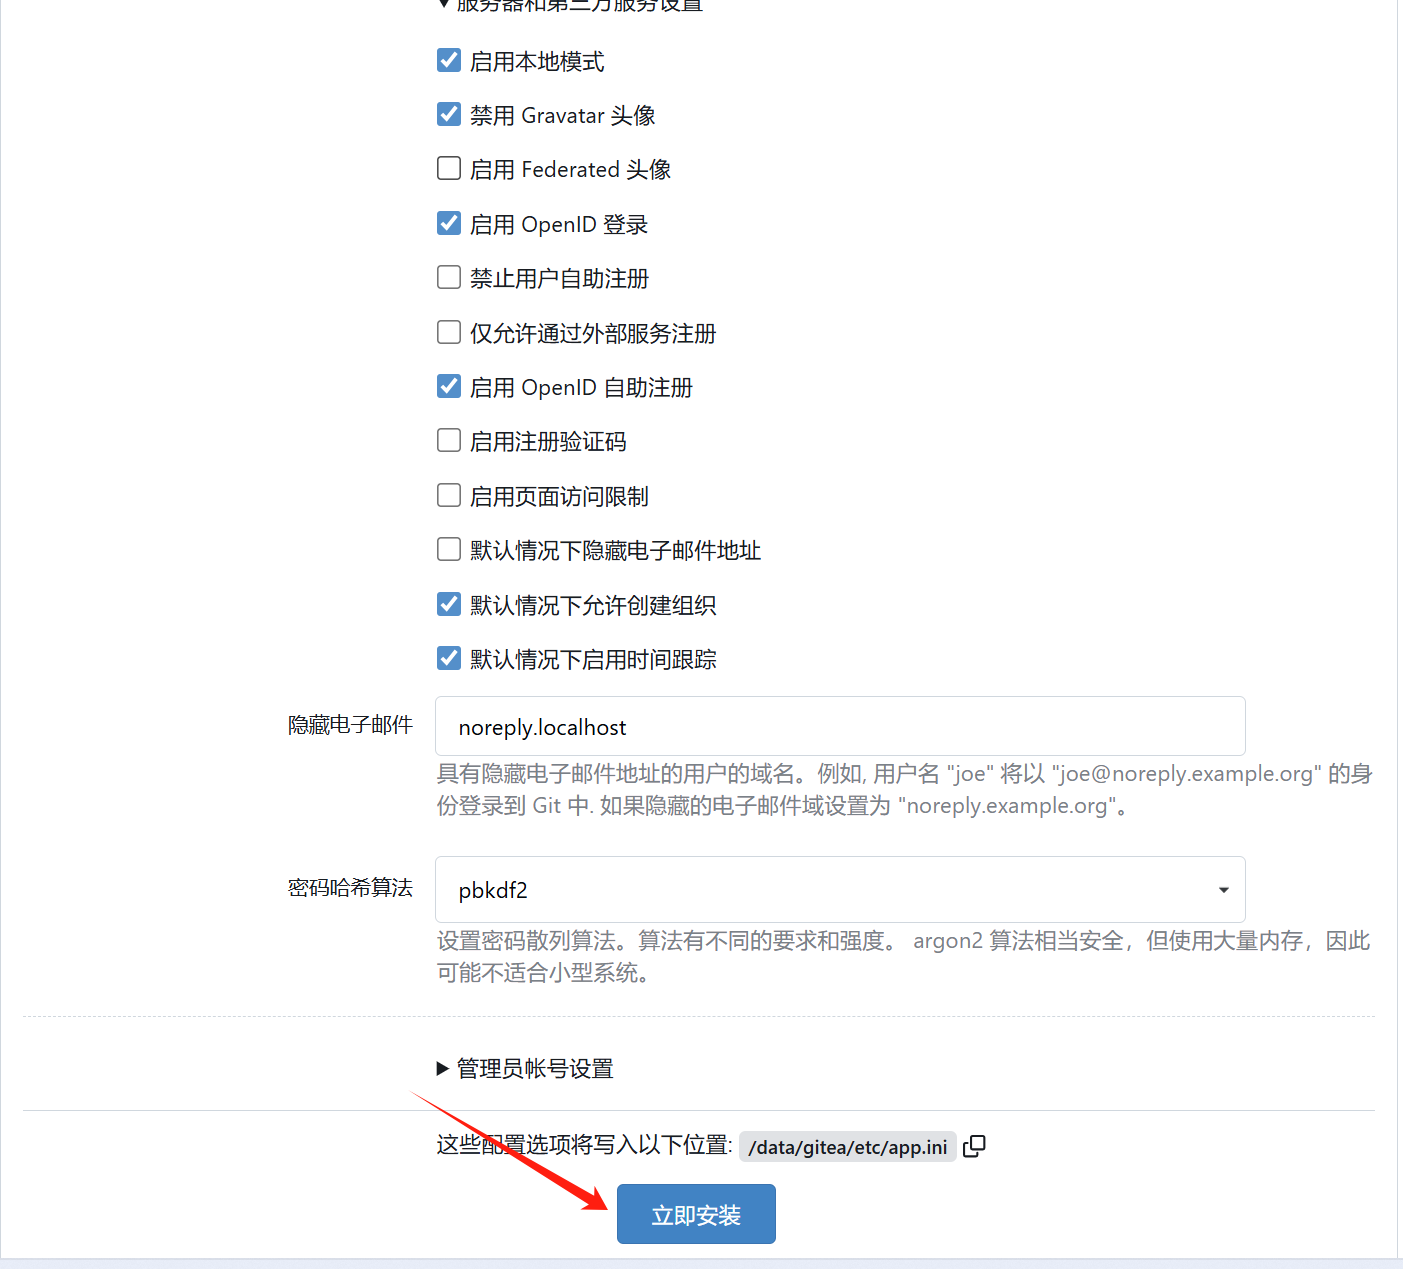 服务器和第三方服务设置
启用本地模式
禁用 Gravatar 头像
启用 Federated 头像
启用 OpenID 登录
禁止用户自助注册
仅允许通过外部服务注册
启用 OpenID 自助注册
启用注册验证码
启用页面访问限制
默认情况下隐藏电子邮件地址
默认情况下允许创建组织
默认情况下启用时间跟踪
隐藏电子邮件
noreply.localhost
具有隐藏电子邮件地址的用户的域名。例如, 用户名 "joe" 将以 "joe@noreply.example.org" 的身
份登录到 Git 中. 如果隐藏的电子邮件域设置为 "noreply.example.org"。
密码哈希算法
pbkdf2
设置密码散列算法。算法有不同的要求和强度。 argon2 算法相当安全，但使用大量内存，因此
可能不适合小型系统。
管理员帐号设置
这些配置选项将写入以下位置: /data/gitea/etc/app.ini
立即安装